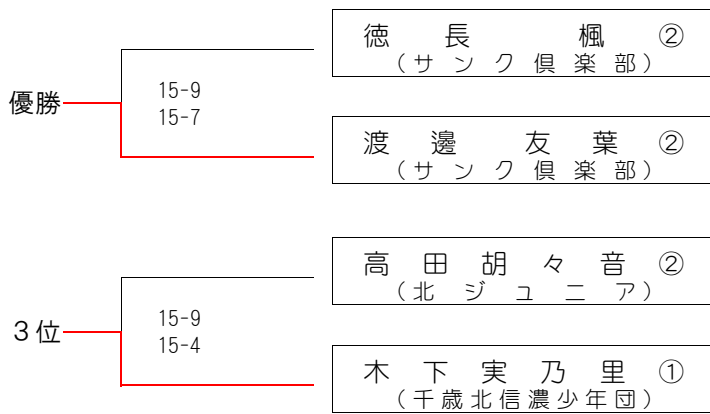 徳長 楓 ②
(サンク倶楽部)
優勝
15-9
15-7
渡邊 友葉 ②
(サンク倶楽部)
高田胡々音 ②
(北ジュニア)
3位
15-9
15-4
木下実乃里 ①
(千歳北信濃少年団)